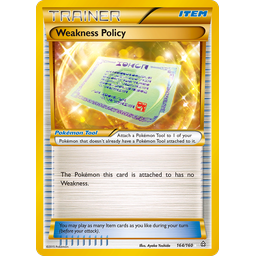 TRAINER
ITEM
Weakness Policy
Pokémon Tool
Attach a Pokémon Tool to 1 of your
Pokémon that doesn't already have a Pokémon Tool attached to it.
The Pokémon this card is attached to has no
Weakness.
You may play as many Item cards as you like during your turn
(before your attack).
Illus. Ayaka Yoshida
164/160